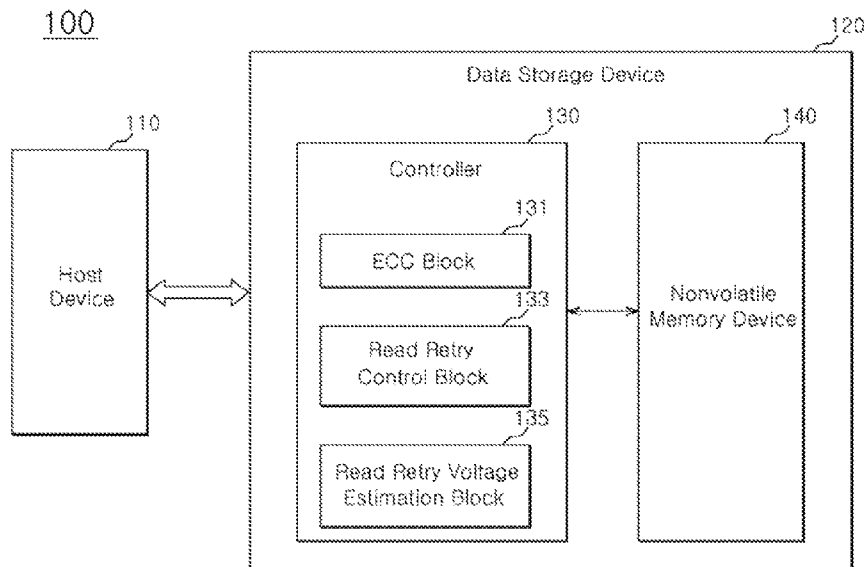 100
120
Data Storage Device
110
130
140
Controller
131
ECC Block
Host
Device
Nonvolatile
Memory Device
133
Read Retry
Control Block
135
Read Retry Voltage
Estimation Block